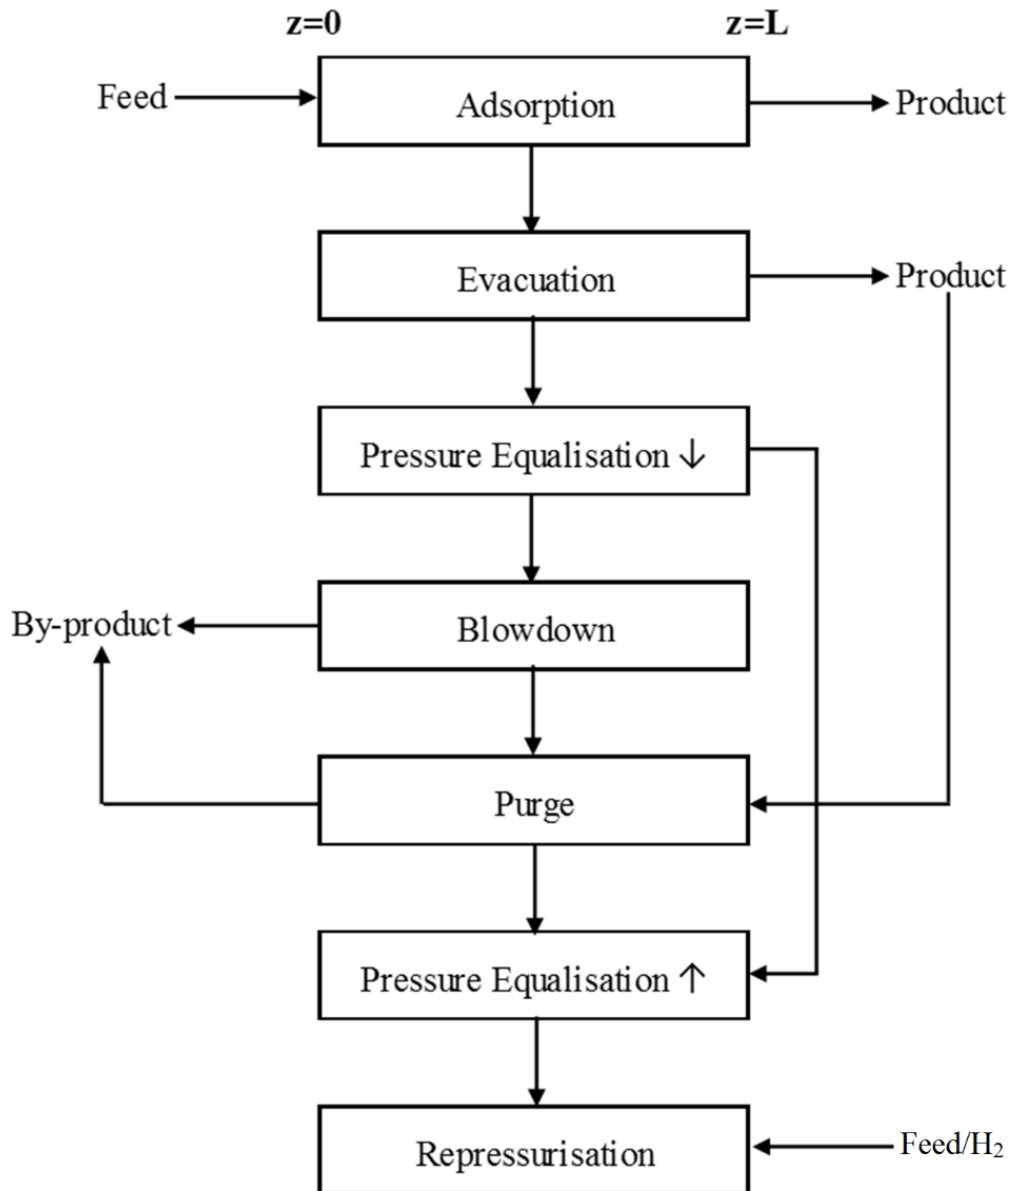 z=0 z=L
Feed Adsorption Product
Evacuation Product
Pressure Equalisation ↓
By-product Blowdown
Purge
Pressure Equalisation ↑
Repressurisation Feed/H₂